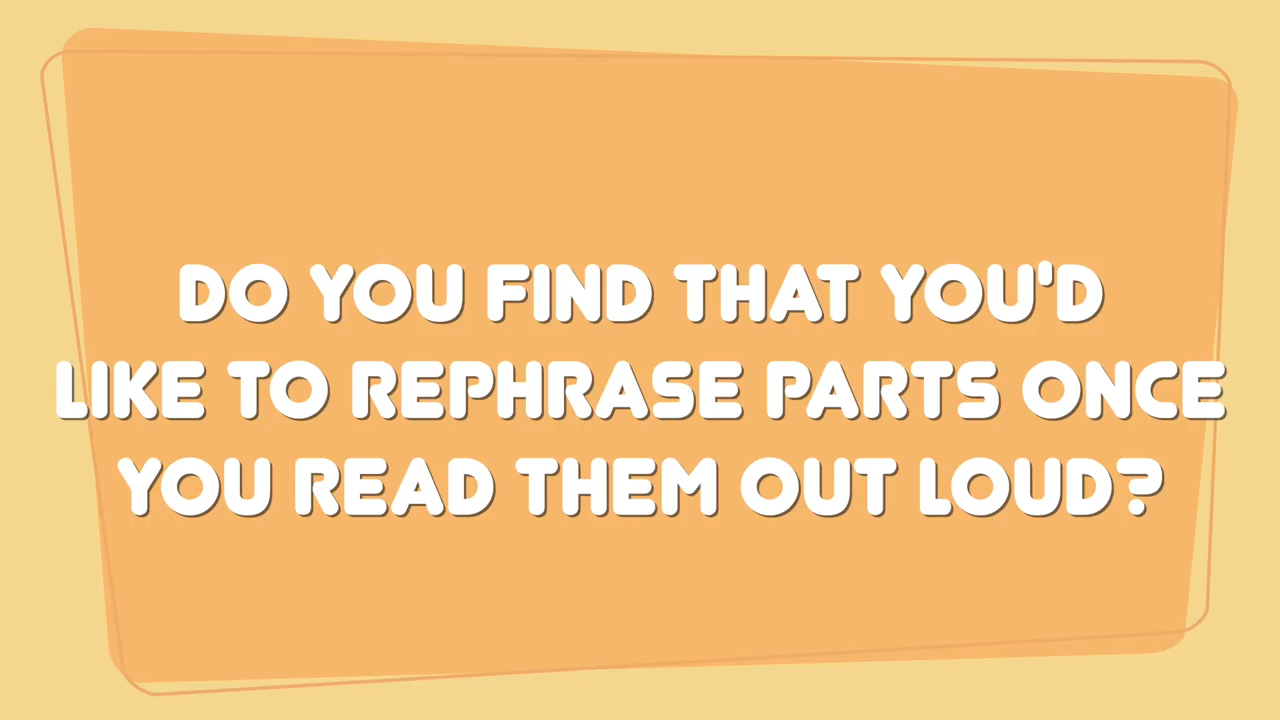 DO YOU FIND THAT YOU'D
LIKE TO REPHRASE PARTS ONCE
YOU READ THEM OUT LOUD?